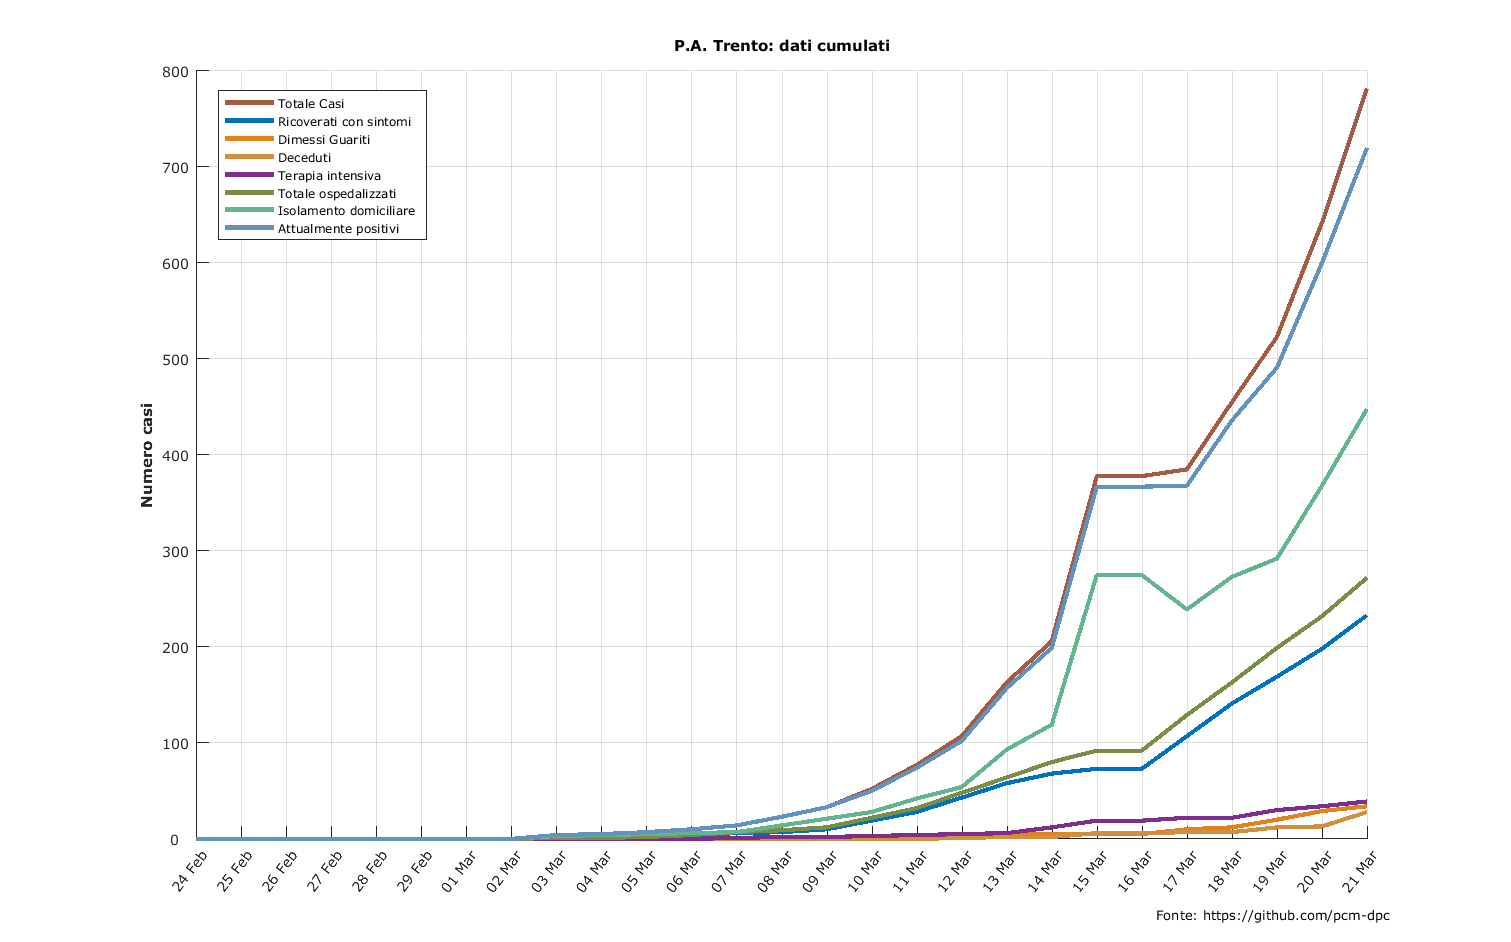 P.A. Trento: dati cumulati
800
700
600
500
400
300
200
100
0
Numero casi
Totale Casi
Ricoverati con sintomi
Dimessi Guariti
Deceduti
Terapia intensiva
Totale ospedalizzati
Isolamento domiciliare
Attualmente positivi
24 Feb
25 Feb
26 Feb
27 Feb
28 Feb
29 Feb
01 Mar
02 Mar
03 Mar
04 Mar
05 Mar
06 Mar
07 Mar
08 Mar
09 Mar
10 Mar
11 Mar
12 Mar
13 Mar
14 Mar
15 Mar
16 Mar
17 Mar
18 Mar
19 Mar
20 Mar
21 Mar
Fonte: https://github.com/pcm-dpc